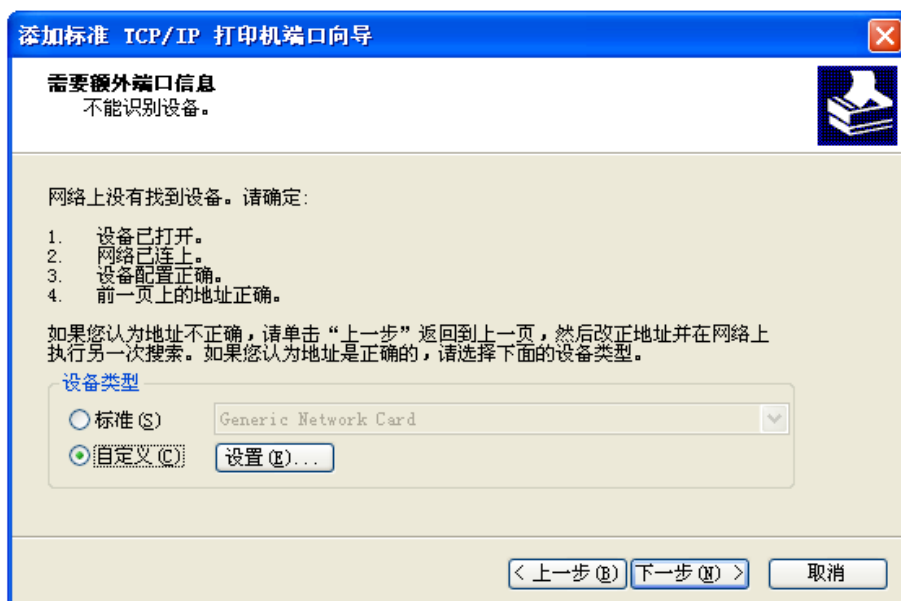 添加标准 TCP/IP 打印机端口向导
需要额外端口信息
不能识别设备。
网络上没有找到设备。请确定:
1. 设备已打开。
2. 网络已连上。
3. 设备配置正确。
4. 前一页上的地址正确。
如果您认为地址不正确,请单击“上一步”返回到上一页,然后改正地址并在网络上
执行另一次搜索。如果您认为地址是正确的,请选择下面的设备类型。
设备类型
标准(S) Generic Network Card
自定义(C) 设置(E)...
< 上一步(B) 下一步(N) > 取消